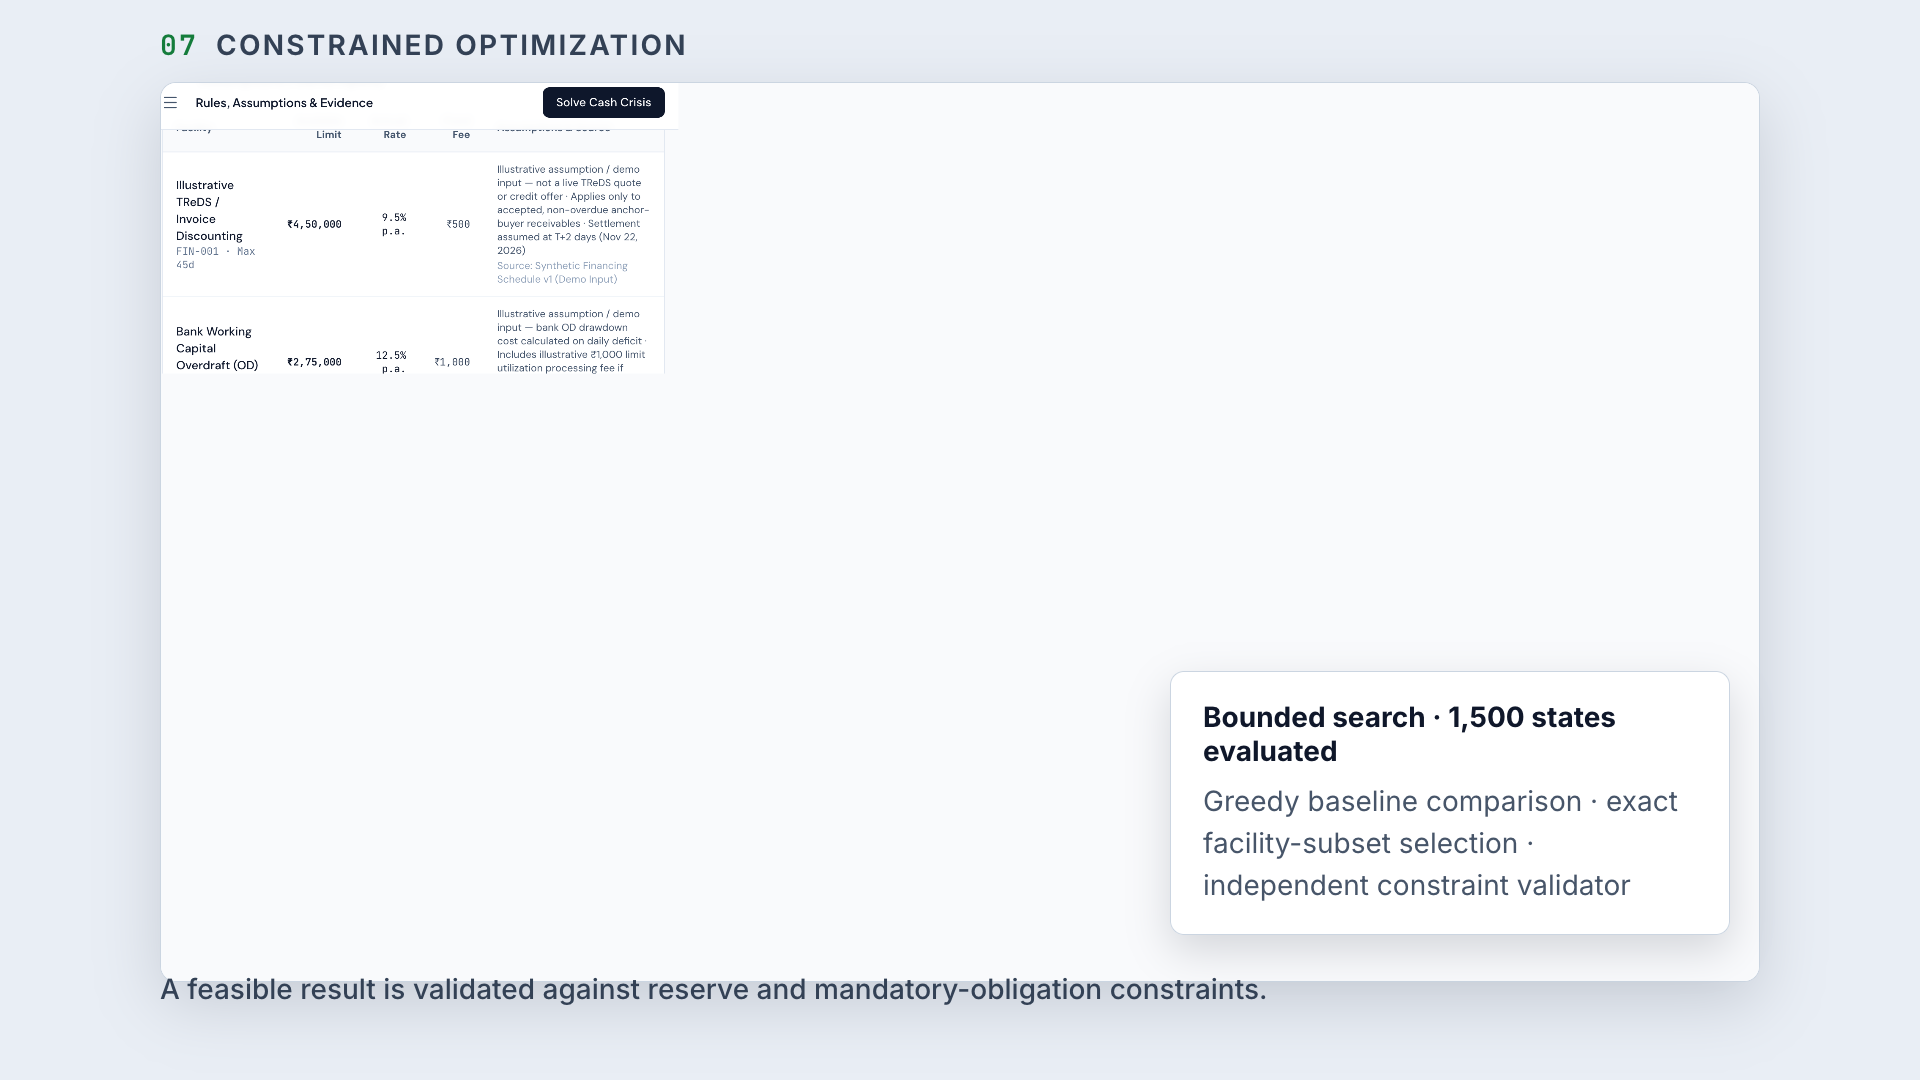 07 CONSTRAINED OPTIMIZATION
Rules, Assumptions & Evidence
Solve Cash Crisis
Limit
Rate
Fee
Illustrative
TReDS /
Invoice
Discounting
FIN-001 · Max
45d
₹4,50,000
9.5%
p.a.
₹500
Illustrative assumption / demo
input — not a live TReDS quote
or credit offer · Applies only to
accepted, non-overdue anchor-
buyer receivables · Settlement
assumed at T+2 days (Nov 22,
2026)
Source: Synthetic Financing
Schedule v1 (Demo Input)
Bank Working
Capital
Overdraft (OD)
₹2,75,000
12.5%
p.a.
₹1,000
Illustrative assumption / demo
input — bank OD drawdown
cost calculated on daily deficit ·
Includes illustrative ₹1,000 limit
utilization processing fee if
Bounded search · 1,500 states
evaluated
Greedy baseline comparison · exact
facility-subset selection ·
independent constraint validator
A feasible result is validated against reserve and mandatory-obligation constraints.